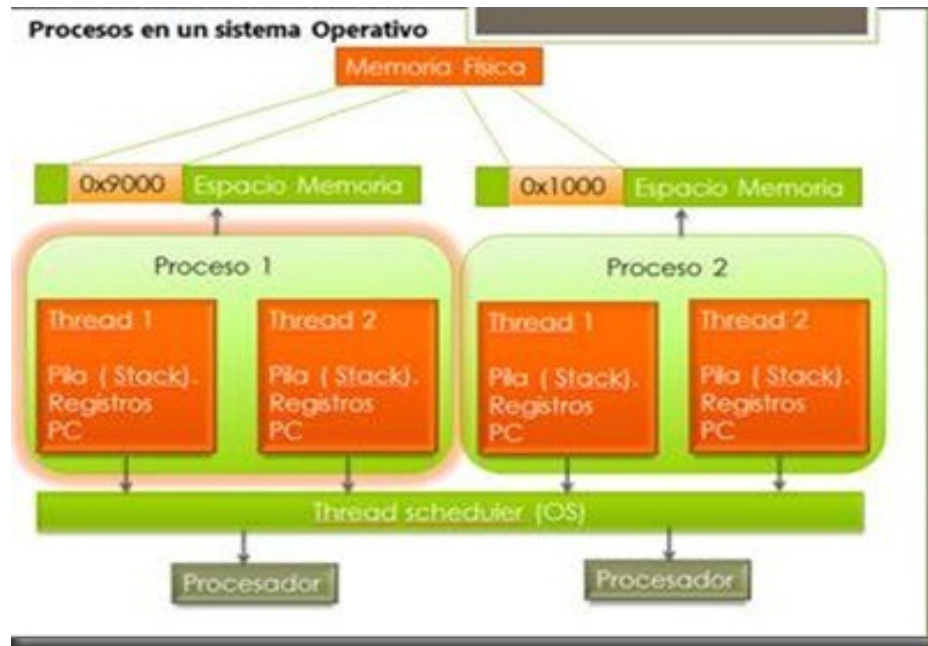 Procesos en un sistema Operativo
Memoria Física
0x9000 Espacio Memoria
0x1000 Espacio Memoria
Proceso 1
Thread 1
Pila ( Stack).
Registros
PC
Thread 2
Pila ( Stack).
Registros
PC
Proceso 2
Thread 1
Pila ( Stack).
Registros
PC
Thread 2
Pila ( Stack).
Registros
PC
Thread scheduler (OS)
Procesador
Procesador